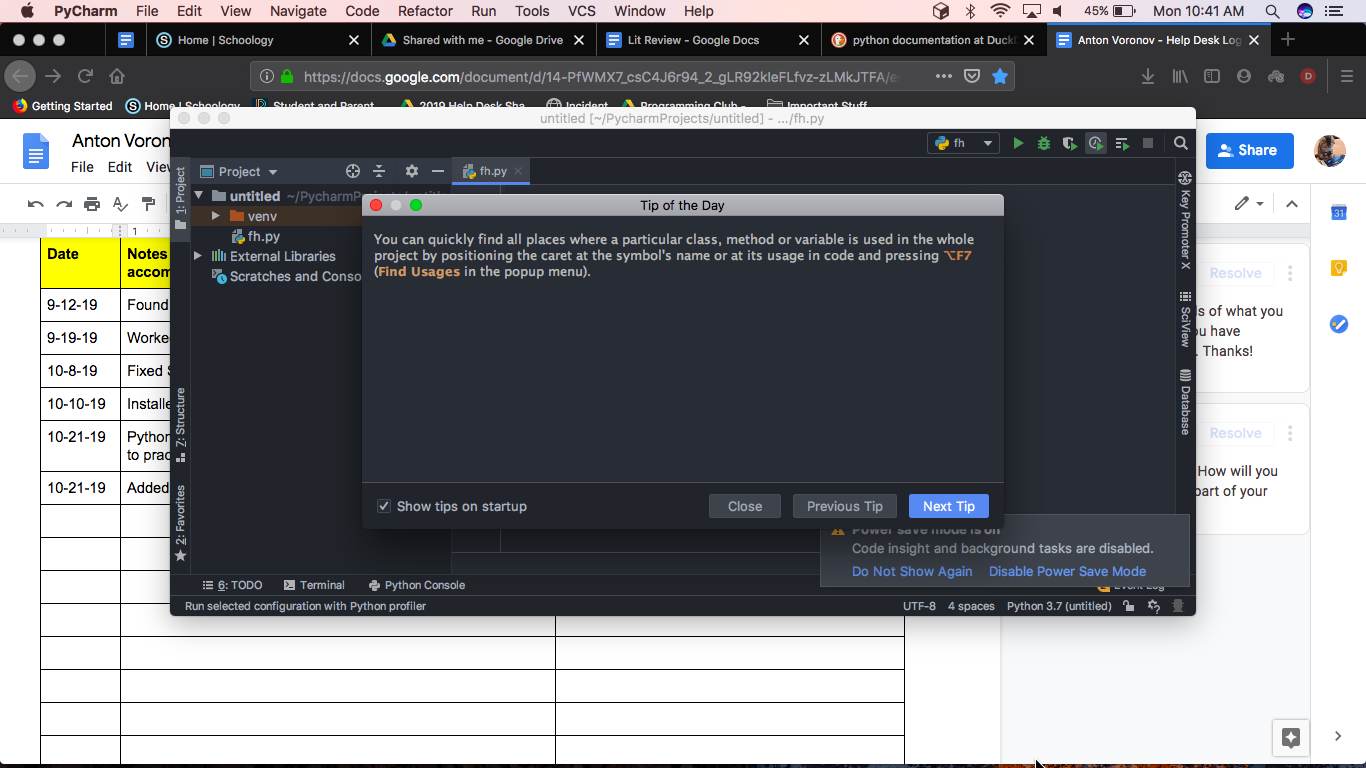 PyCharm File Edit View Navigate Code Refactor Run Tools VCS Window Help 45% Mon 10:41 AM
Home | Schoology Shared with me - Google Drive Lit Review - Google Docs python documentation at Duck Anton Voronov - Help Desk Log
https://docs.google.com/document/d/14-PfWMX7_csC4J6r94_2_gLR92kleFLfvz-zLMkJTFA/e
Getting Started Home | Schoology Student and Parent 2019 Help Desk Sha Incident Programming Club - Important Stuff
untitled [~/PycharmProjects/untitled] - .../fh.py
Anton Voron
File Edit Vie
Share
fh
1: Project
Project
fh.py
untitled ~/PycharmProjects/untitle
venv
fh.py
External Libraries
Scratches and Conso
7: Structure
2: Favorites
Key Promoter X
SciView
Database
Tip of the Day
You can quickly find all places where a particular class, method or variable is used in the whole
project by positioning the caret at the symbol's name or at its usage in code and pressing ⌥F7
(Find Usages in the popup menu).
Show tips on startup Close Previous Tip Next Tip
Power save mode is on
Code insight and background tasks are disabled.
Do Not Show Again Disable Power Save Mode
6: TODO Terminal Python Console Event Log
Run selected configuration with Python profiler UTF-8 4 spaces Python 3.7 (untitled)
1
Date Notes
accom
9-12-19 Found
9-19-19 Worke
10-8-19 Fixed
10-10-19 Installe
10-21-19 Python
to prac
10-21-19 Added
31
Resolve
s of what you
ou have
. Thanks!
Resolve
How will you
part of your